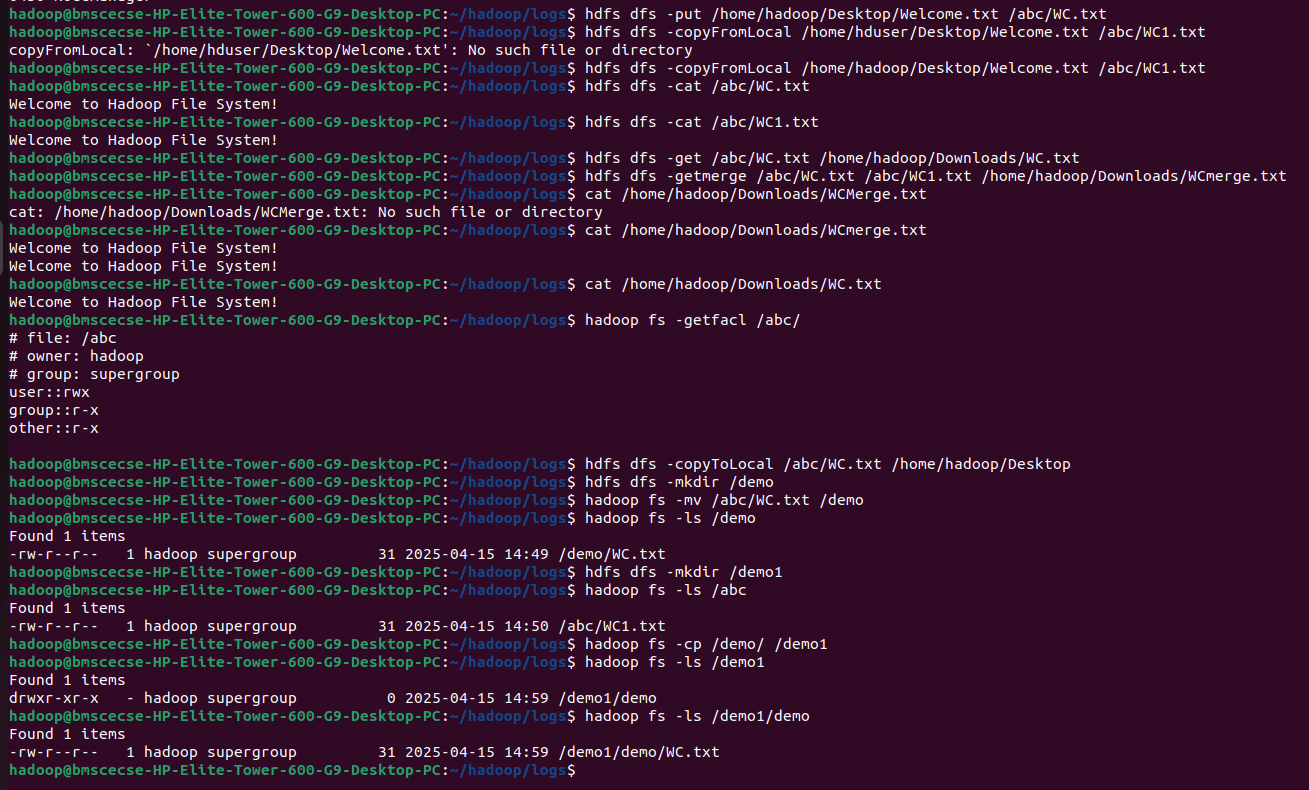 hadoop@bmscecse-HP-Elite-Tower-600-G9-Desktop-PC:~/hadoop/logs$ hdfs dfs -put /home/hadoop/Desktop/Welcome.txt /abc/WC.txt
hadoop@bmscecse-HP-Elite-Tower-600-G9-Desktop-PC:~/hadoop/logs$ hdfs dfs -copyFromLocal /home/hduser/Desktop/Welcome.txt /abc/WC1.txt
copyFromLocal: `/home/hduser/Desktop/Welcome.txt': No such file or directory
hadoop@bmscecse-HP-Elite-Tower-600-G9-Desktop-PC:~/hadoop/logs$ hdfs dfs -copyFromLocal /home/hadoop/Desktop/Welcome.txt /abc/WC1.txt
hadoop@bmscecse-HP-Elite-Tower-600-G9-Desktop-PC:~/hadoop/logs$ hdfs dfs -cat /abc/WC.txt
Welcome to Hadoop File System!
hadoop@bmscecse-HP-Elite-Tower-600-G9-Desktop-PC:~/hadoop/logs$ hdfs dfs -cat /abc/WC1.txt
Welcome to Hadoop File System!
hadoop@bmscecse-HP-Elite-Tower-600-G9-Desktop-PC:~/hadoop/logs$ hdfs dfs -get /abc/WC.txt /home/hadoop/Downloads/WC.txt
hadoop@bmscecse-HP-Elite-Tower-600-G9-Desktop-PC:~/hadoop/logs$ hdfs dfs -getmerge /abc/WC.txt /abc/WC1.txt /home/hadoop/Downloads/WCmerge.txt
hadoop@bmscecse-HP-Elite-Tower-600-G9-Desktop-PC:~/hadoop/logs$ cat /home/hadoop/Downloads/WCMerge.txt
cat: /home/hadoop/Downloads/WCMerge.txt: No such file or directory
hadoop@bmscecse-HP-Elite-Tower-600-G9-Desktop-PC:~/hadoop/logs$ cat /home/hadoop/Downloads/WCmerge.txt
Welcome to Hadoop File System!
Welcome to Hadoop File System!
hadoop@bmscecse-HP-Elite-Tower-600-G9-Desktop-PC:~/hadoop/logs$ cat /home/hadoop/Downloads/WC.txt
Welcome to Hadoop File System!
hadoop@bmscecse-HP-Elite-Tower-600-G9-Desktop-PC:~/hadoop/logs$ hadoop fs -getfacl /abc/
# file: /abc
# owner: hadoop
# group: supergroup
user::rwx
group::r-x
other::r-x
hadoop@bmscecse-HP-Elite-Tower-600-G9-Desktop-PC:~/hadoop/logs$ hdfs dfs -copyToLocal /abc/WC.txt /home/hadoop/Desktop
hadoop@bmscecse-HP-Elite-Tower-600-G9-Desktop-PC:~/hadoop/logs$ hdfs dfs -mkdir /demo
hadoop@bmscecse-HP-Elite-Tower-600-G9-Desktop-PC:~/hadoop/logs$ hadoop fs -mv /abc/WC.txt /demo
hadoop@bmscecse-HP-Elite-Tower-600-G9-Desktop-PC:~/hadoop/logs$ hadoop fs -ls /demo
Found 1 items
-rw-r--r--   1 hadoop supergroup         31 2025-04-15 14:49 /demo/WC.txt
hadoop@bmscecse-HP-Elite-Tower-600-G9-Desktop-PC:~/hadoop/logs$ hdfs dfs -mkdir /demo1
hadoop@bmscecse-HP-Elite-Tower-600-G9-Desktop-PC:~/hadoop/logs$ hadoop fs -ls /abc
Found 1 items
-rw-r--r--   1 hadoop supergroup         31 2025-04-15 14:50 /abc/WC1.txt
hadoop@bmscecse-HP-Elite-Tower-600-G9-Desktop-PC:~/hadoop/logs$ hadoop fs -cp /demo/ /demo1
hadoop@bmscecse-HP-Elite-Tower-600-G9-Desktop-PC:~/hadoop/logs$ hadoop fs -ls /demo1
Found 1 items
drwxr-xr-x   - hadoop supergroup          0 2025-04-15 14:59 /demo1/demo
hadoop@bmscecse-HP-Elite-Tower-600-G9-Desktop-PC:~/hadoop/logs$ hadoop fs -ls /demo1/demo
Found 1 items
-rw-r--r--   1 hadoop supergroup         31 2025-04-15 14:59 /demo1/demo/WC.txt
hadoop@bmscecse-HP-Elite-Tower-600-G9-Desktop-PC:~/hadoop/logs$